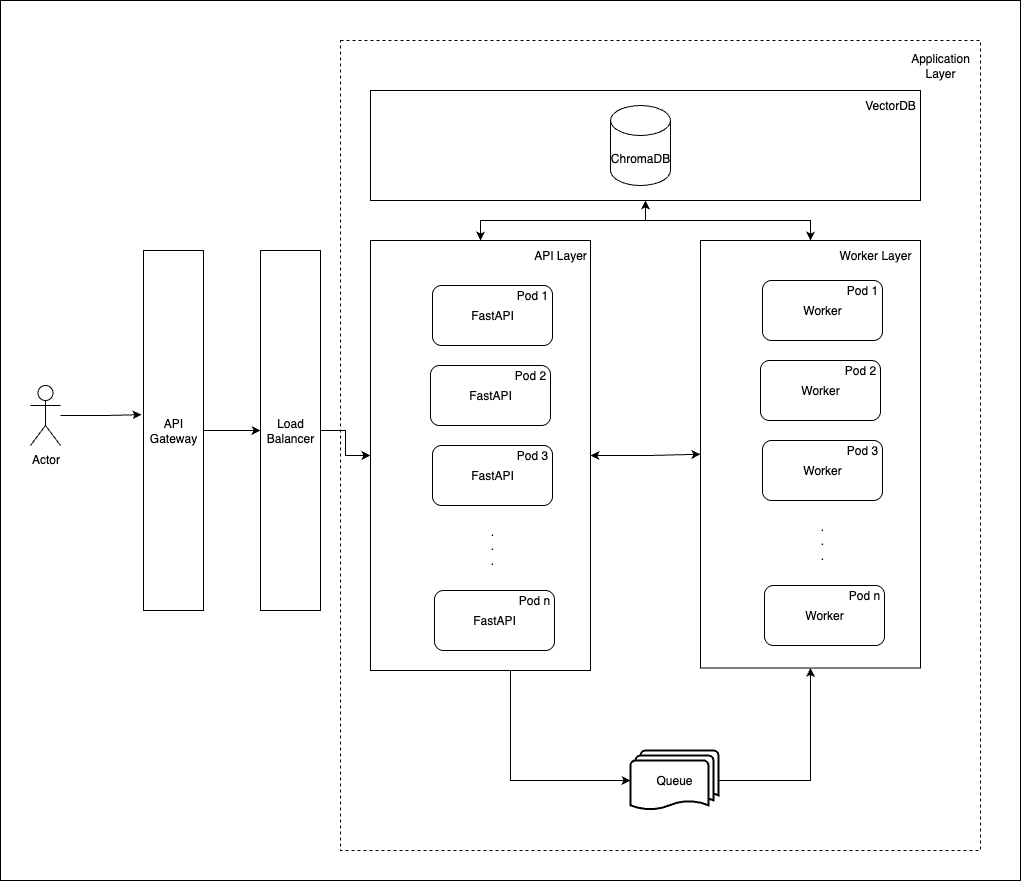 Application
Layer
VectorDB
ChromaDB
API Layer
Pod 1
FastAPI
Pod 2
FastAPI
Pod 3
FastAPI
.
.
.
Pod n
FastAPI
Worker Layer
Pod 1
Worker
Pod 2
Worker
Pod 3
Worker
.
.
.
Pod n
Worker
Actor
API
Gateway
Load
Balancer
Queue